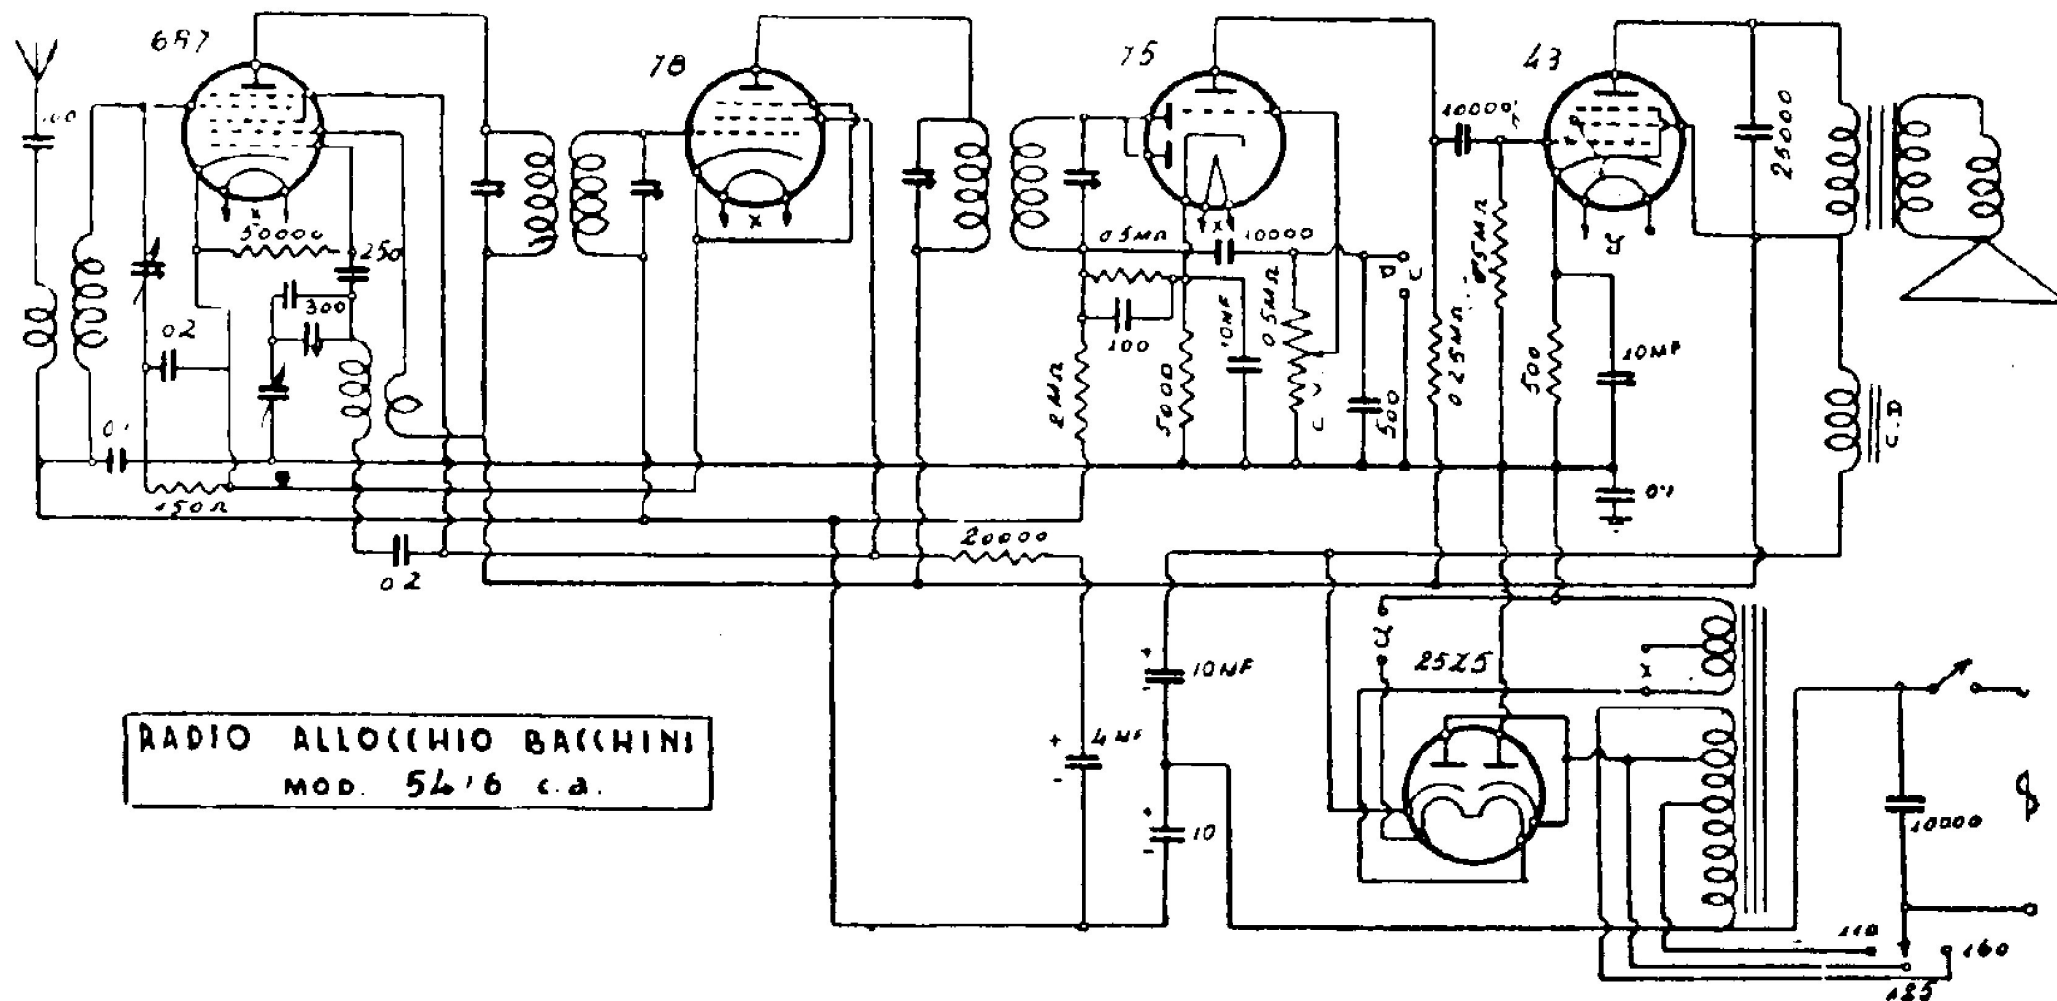 6A7
78
75
43
100
10000
25000
x
x
x
y
50000
250
300
02
05MΩ
10000
05MΩ
100
2MΩ
5000
10MF
05MΩ
C.V.
500
025MΩ
500
10MF
C.D
150Ω
02
20000
y
25Z5
x
10MF
4MF
10
10000
RADIO ALLOCCHIO BACCHINI
MOD. 54'6 c.a.
110
160
125